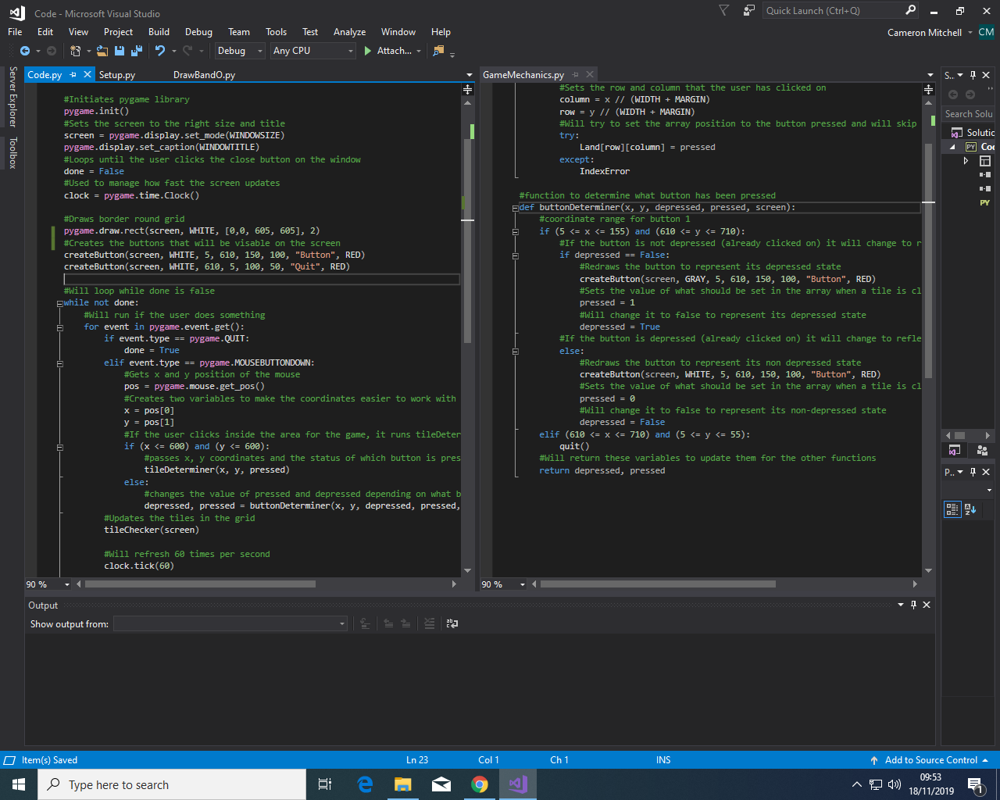 Code - Microsoft Visual Studio
Quick Launch (Ctrl+Q)
File Edit View Project Build Debug Team Tools Test Analyze Window Help
Cameron Mitchell CM
Debug Any CPU Attach...
Server Explorer
Toolbox
Code.py Setup.py DrawBandO.py
#Initiates pygame library
pygame.init()
#Sets the screen to the right size and title
screen = pygame.display.set_mode(WINDOWSIZE)
pygame.display.set_caption(WINDOWTITLE)
#Loops until the user clicks the close button on the window
done = False
#Used to manage how fast the screen updates
clock = pygame.time.Clock()
#Draws border round grid
pygame.draw.rect(screen, WHITE, [0,0, 605, 605], 2)
#Creates the buttons that will be visable on the screen
createButton(screen, WHITE, 5, 610, 150, 100, "Button", RED)
createButton(screen, WHITE, 610, 5, 100, 50, "Quit", RED)
#Will loop while done is false
while not done:
#Will run if the user does something
for event in pygame.event.get():
if event.type == pygame.QUIT:
done = True
elif event.type == pygame.MOUSEBUTTONDOWN:
#Gets x and y position of the mouse
pos = pygame.mouse.get_pos()
#Creates two variables to make the coordinates easier to work with
x = pos[0]
y = pos[1]
#If the user clicks inside the area for the game, it runs tileDeter
if (x <= 600) and (y <= 600):
#passes x, y coordinates and the status of which button is pres
tileDeterminer(x, y, pressed)
else:
#changes the value of pressed and depressed depending on what b
depressed, pressed = buttonDeterminer(x, y, depressed, pressed,
#Updates the tiles in the grid
tileChecker(screen)
#Will refresh 60 times per second
clock.tick(60)
90 %
GameMechanics.py
#Sets the row and column that the user has clicked on
column = x // (WIDTH + MARGIN)
row = y // (WIDTH + MARGIN)
#Will try to set the array position to the button pressed and will skip
try:
Land[row][column] = pressed
except:
IndexError
#function to determine what button has been pressed
def buttonDeterminer(x, y, depressed, pressed, screen):
#coordinate range for button 1
if (5 <= x <= 155) and (610 <= y <= 710):
#If the button is not depressed (already clicked on) it will change to r
if depressed == False:
#Redraws the button to represent its depressed state
createButton(screen, GRAY, 5, 610, 150, 100, "Button", RED)
#Sets the value of what should be set in the array when a tile is cl
pressed = 1
#Will change it to false to represent its depressed state
depressed = True
#If the button is depressed (already clicked on) it will change to refle
else:
#Redraws the button to represent its non depressed state
createButton(screen, WHITE, 5, 610, 150, 100, "Button", RED)
#Sets the value of what should be set in the array when a tile is cl
pressed = 0
#Will change it to false to represent its non-depressed state
depressed = False
elif (610 <= x <= 710) and (5 <= y <= 55):
quit()
#Will return these variables to update them for the other functions
return depressed, pressed
90 %
S..
Search Solu
Solutic
PY Co
PY
P..
Output
Show output from:
Item(s) Saved Ln 23 Col 1 Ch 1 INS Add to Source Control
Type here to search
09:53
18/11/2019
1